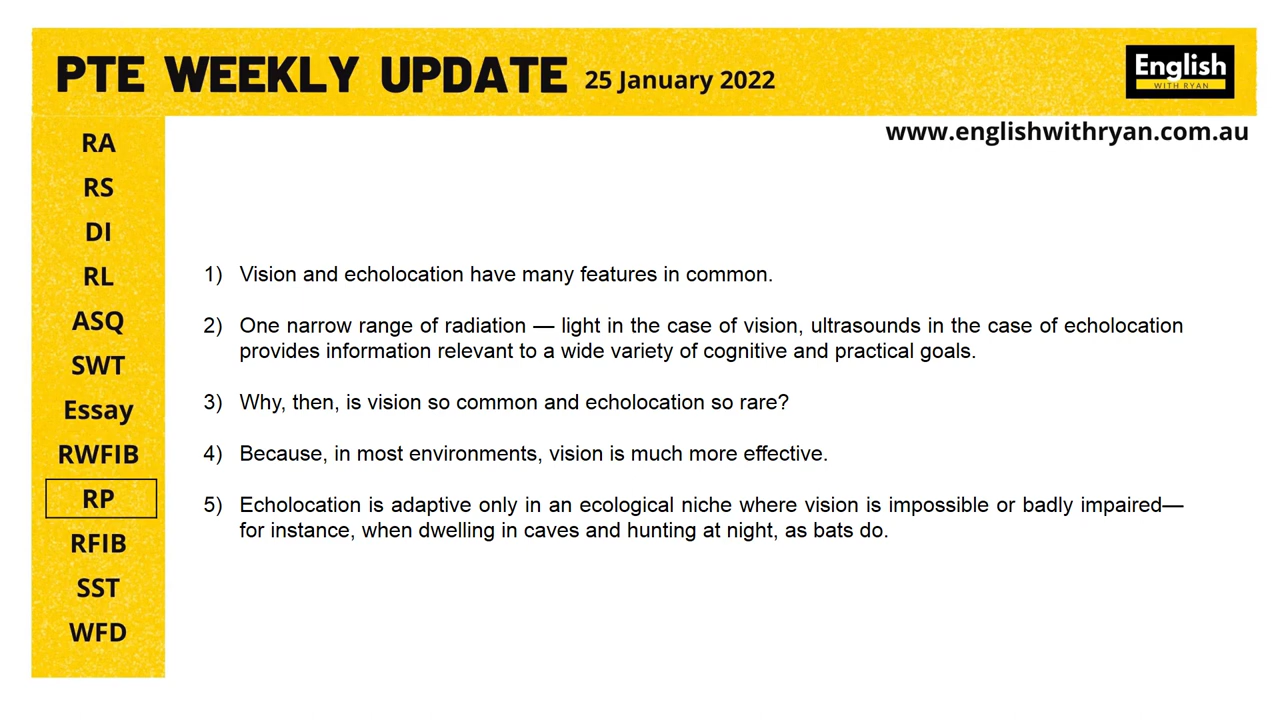 PTE WEEKLY UPDATE 25 January 2022
English
WITH RYAN
www.englishwithryan.com.au
RA
RS
DI
RL
ASQ
SWT
Essay
RWFIB
RP
RFIB
SST
WFD
1) Vision and echolocation have many features in common.
2) One narrow range of radiation — light in the case of vision, ultrasounds in the case of echolocation
provides information relevant to a wide variety of cognitive and practical goals.
3) Why, then, is vision so common and echolocation so rare?
4) Because, in most environments, vision is much more effective.
5) Echolocation is adaptive only in an ecological niche where vision is impossible or badly impaired—
for instance, when dwelling in caves and hunting at night, as bats do.